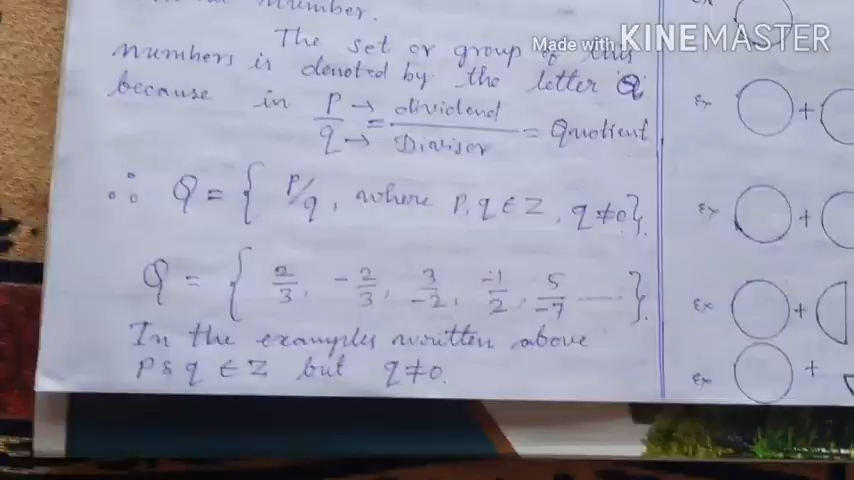 number.
The set or group of this
numbers is denoted by the letter Q
because in p → dividend
q → Divisor = Quotient
∴ Q = { P/q, where p, q ∈ Z, q ≠ 0}.
Q = { 2/3, -2/3, 3/-2, -1/2, 5/-7 ...... }.
In the examples written above
p & q ∈ Z but q ≠ 0.
Ex
Ex +
Ex +
Ex +
Ex +
Made with KINEMASTER